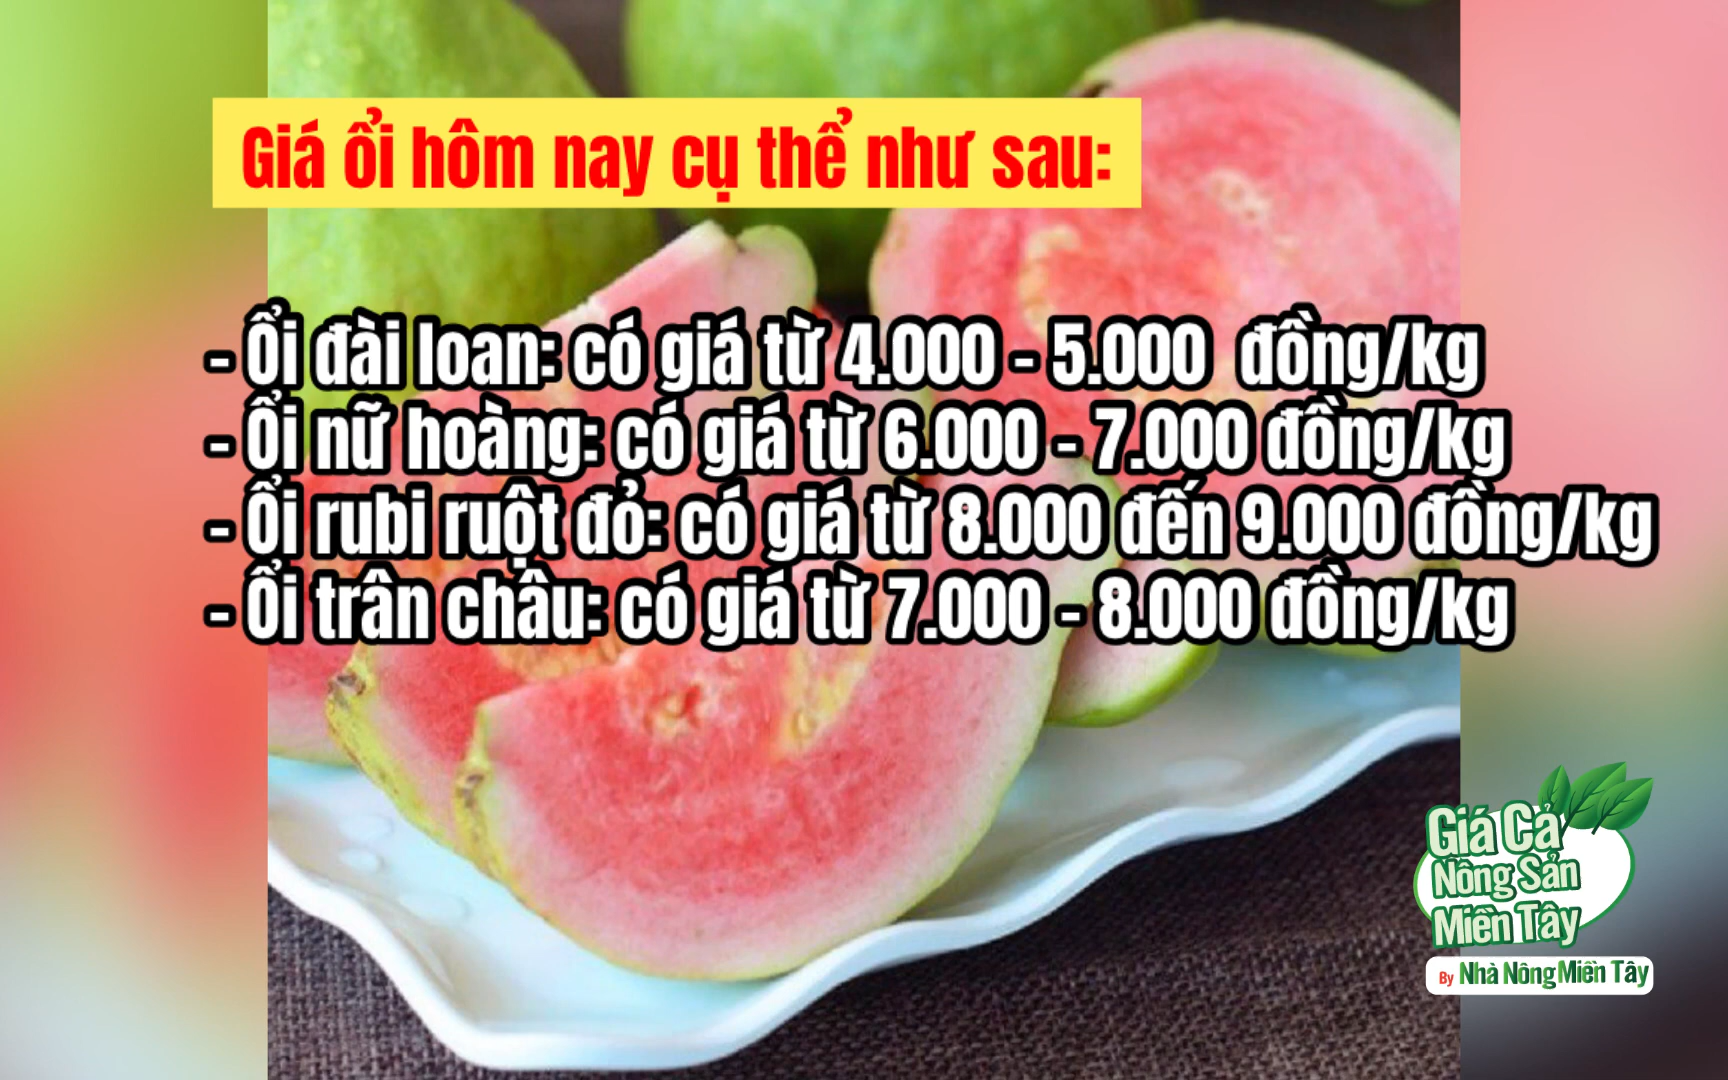 Giá ổi hôm nay cụ thể như sau:
- Ổi đài loan: có giá từ 4.000 - 5.000 đồng/kg
- Ổi nữ hoàng: có giá từ 6.000 - 7.000 đồng/kg
- Ổi rubi ruột đỏ: có giá từ 8.000 đến 9.000 đồng/kg
- Ổi trân châu: có giá từ 7.000 - 8.000 đồng/kg
Giá Cả
Nông Sản
Miền Tây
By Nhà Nông Miền Tây